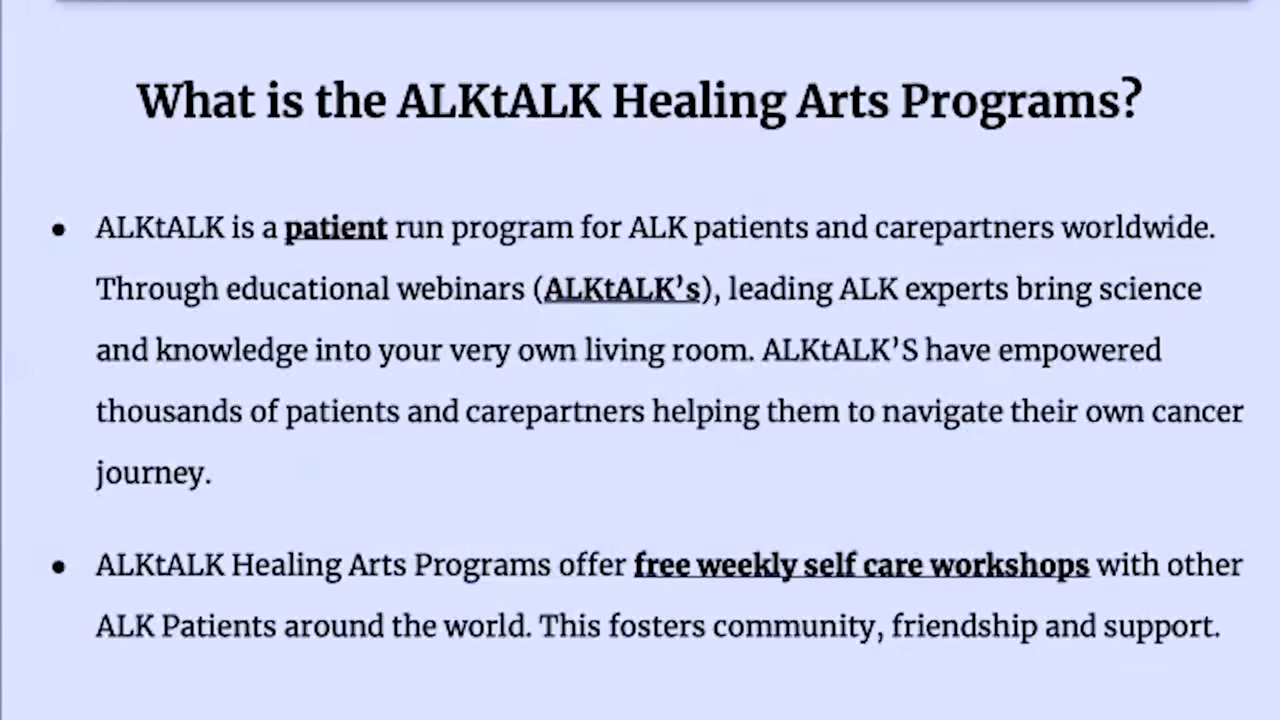 What is the ALKtALK Healing Arts Programs?
● ALKtALK is a patient run program for ALK patients and carepartners worldwide.
Through educational webinars (ALKtALK’s), leading ALK experts bring science
and knowledge into your very own living room. ALKtALK’S have empowered
thousands of patients and carepartners helping them to navigate their own cancer
journey.
● ALKtALK Healing Arts Programs offer free weekly self care workshops with other
ALK Patients around the world. This fosters community, friendship and support.